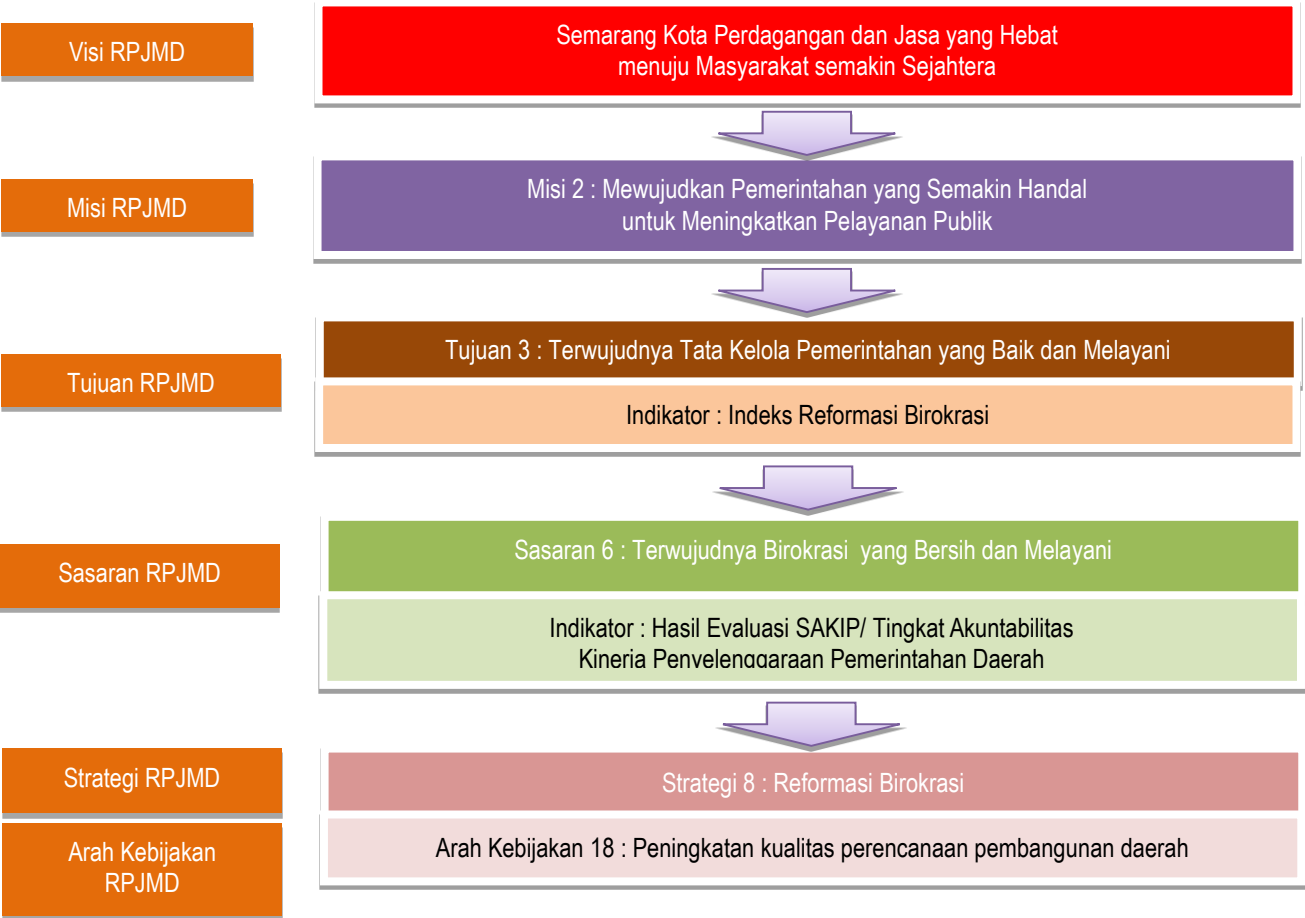 Visi RPJMD
Semarang Kota Perdagangan dan Jasa yang Hebat
menuju Masyarakat semakin Sejahtera
Misi RPJMD
Misi 2 : Mewujudkan Pemerintahan yang Semakin Handal
untuk Meningkatkan Pelayanan Publik
Tujuan RPJMD
Tujuan 3 : Terwujudnya Tata Kelola Pemerintahan yang Baik dan Melayani
Indikator : Indeks Reformasi Birokrasi
Sasaran RPJMD
Sasaran 6 : Terwujudnya Birokrasi yang Bersih dan Melayani
Indikator : Hasil Evaluasi SAKIP/ Tingkat Akuntabilitas
Kinerja Penyelenggaraan Pemerintahan Daerah
Strategi RPJMD
Strategi 8 : Reformasi Birokrasi
Arah Kebijakan
RPJMD
Arah Kebijakan 18 : Peningkatan kualitas perencanaan pembangunan daerah